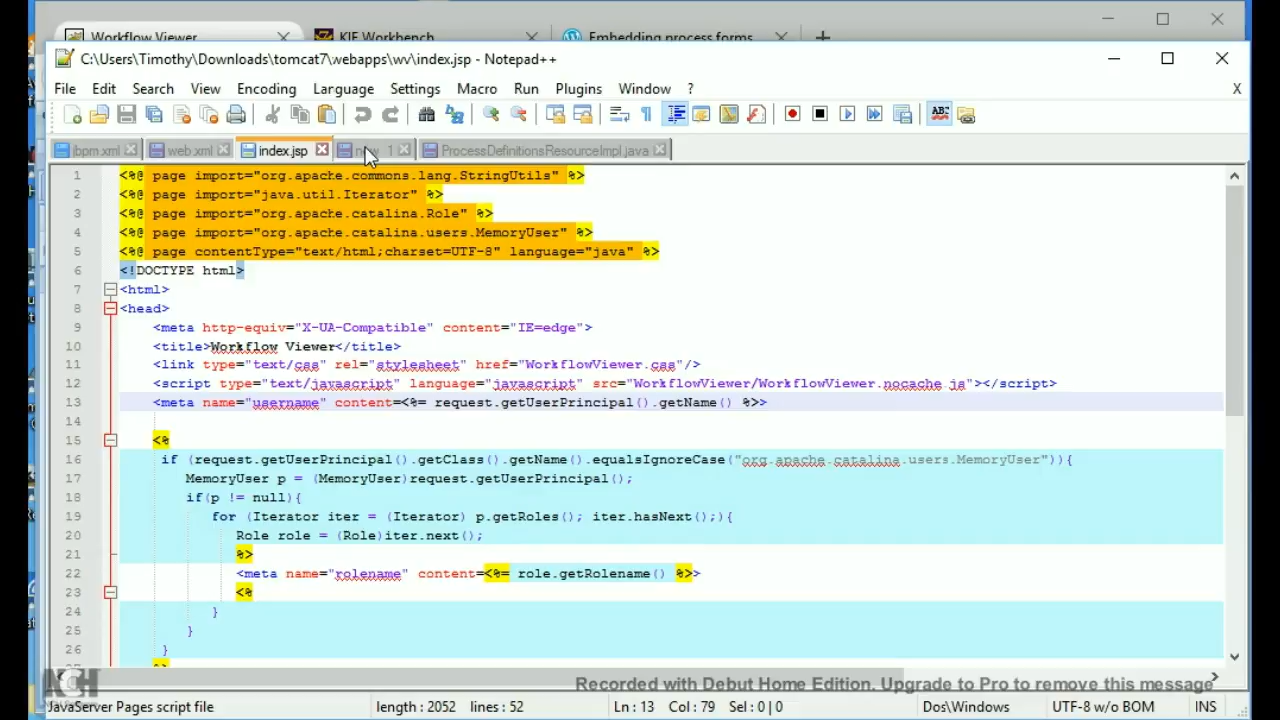 Workflow Viewer
KIE Workbench
Embedding process forms
C:\Users\Timothy\Downloads\tomcat7\webapps\wv\index.jsp - Notepad++
File Edit Search View Encoding Language Settings Macro Run Plugins Window ? X
jbpm.xml web.xml index.jsp new 1 ProcessDefinitionsResourceImpl.java
1 <%@ page import="org.apache.commons.lang.StringUtils" %>
2 <%@ page import="java.util.Iterator" %>
3 <%@ page import="org.apache.catalina.Role" %>
4 <%@ page import="org.apache.catalina.users.MemoryUser" %>
5 <%@ page contentType="text/html;charset=UTF-8" language="java" %>
6 <!DOCTYPE html>
7 <html>
8 <head>
9 <meta http-equiv="X-UA-Compatible" content="IE=edge">
10 <title>Workflow Viewer</title>
11 <link type="text/css" rel="stylesheet" href="WorkflowViewer.css"/>
12 <script type="text/javascript" language="javascript" src="WorkflowViewer/WorkflowViewer.nocache.js"></script>
13 <meta name="username" content=<%= request.getUserPrincipal().getName() %>>
14
15 <%
16 if (request.getUserPrincipal().getClass().getName().equalsIgnoreCase("org.apache.catalina.users.MemoryUser")){
17 MemoryUser p = (MemoryUser)request.getUserPrincipal();
18 if(p != null){
19 for (Iterator iter = (Iterator) p.getRoles(); iter.hasNext();){
20 Role role = (Role)iter.next();
21 %>
22 <meta name="rolename" content=<%= role.getRolename() %>>
23 <%
24 }
25 }
26 }
27 %>
NCH
Recorded with Debut Home Edition. Upgrade to Pro to remove this message
JavaServer Pages script file length : 2052 lines : 52 Ln : 13 Col : 79 Sel : 0 | 0 Dos\Windows UTF-8 w/o BOM INS